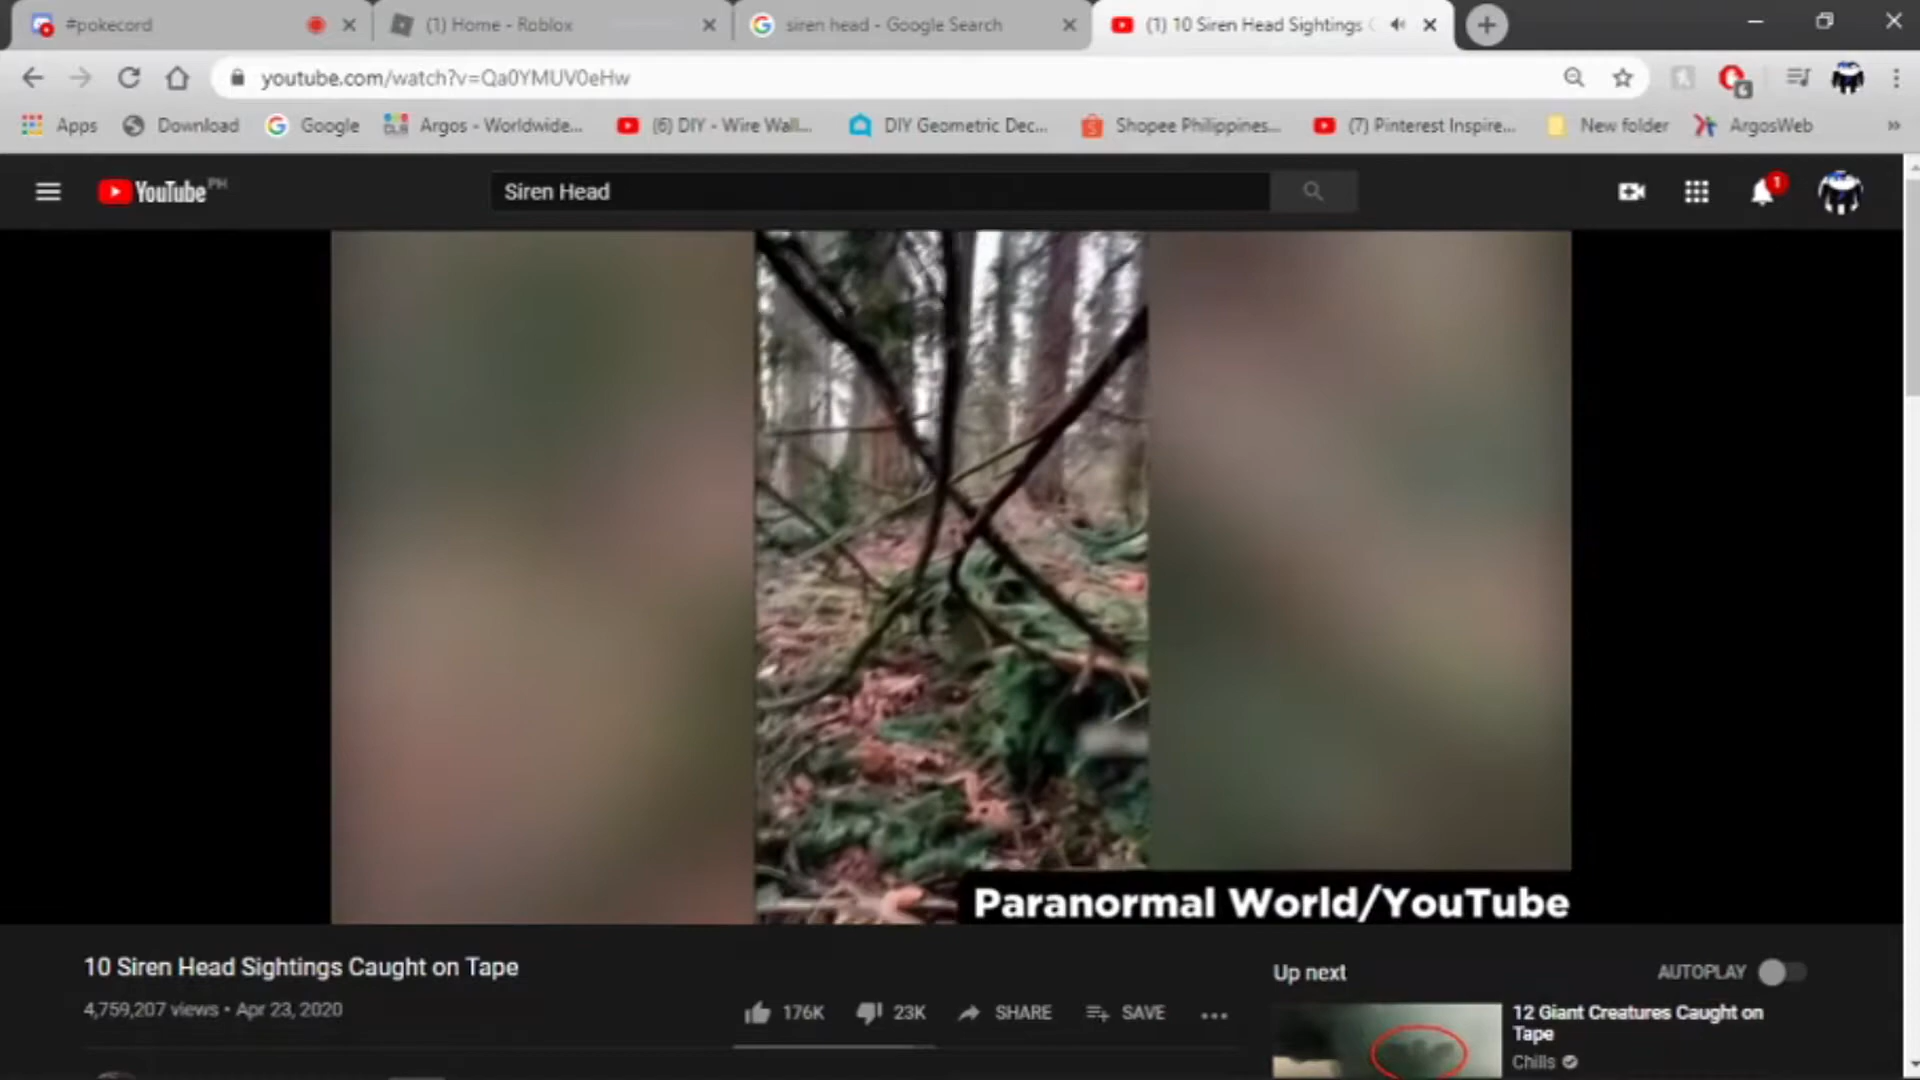 #pokecord
(1) Home - Roblox
siren head - Google Search
(1) 10 Siren Head Sightings
youtube.com/watch?v=Qa0YMUV0eHw
Apps
Download
Google
Argos - Worldwide...
(6) DIY - Wire Wall...
DIY Geometric Dec...
Shopee Philippines...
(7) Pinterest Inspire...
New folder
ArgosWeb
»
YouTube PH
Siren Head
1
Paranormal World/YouTube
10 Siren Head Sightings Caught on Tape
4,759,207 views • Apr 23, 2020
176K
23K
SHARE
SAVE
Up next
AUTOPLAY
12 Giant Creatures Caught on
Tape
Chills